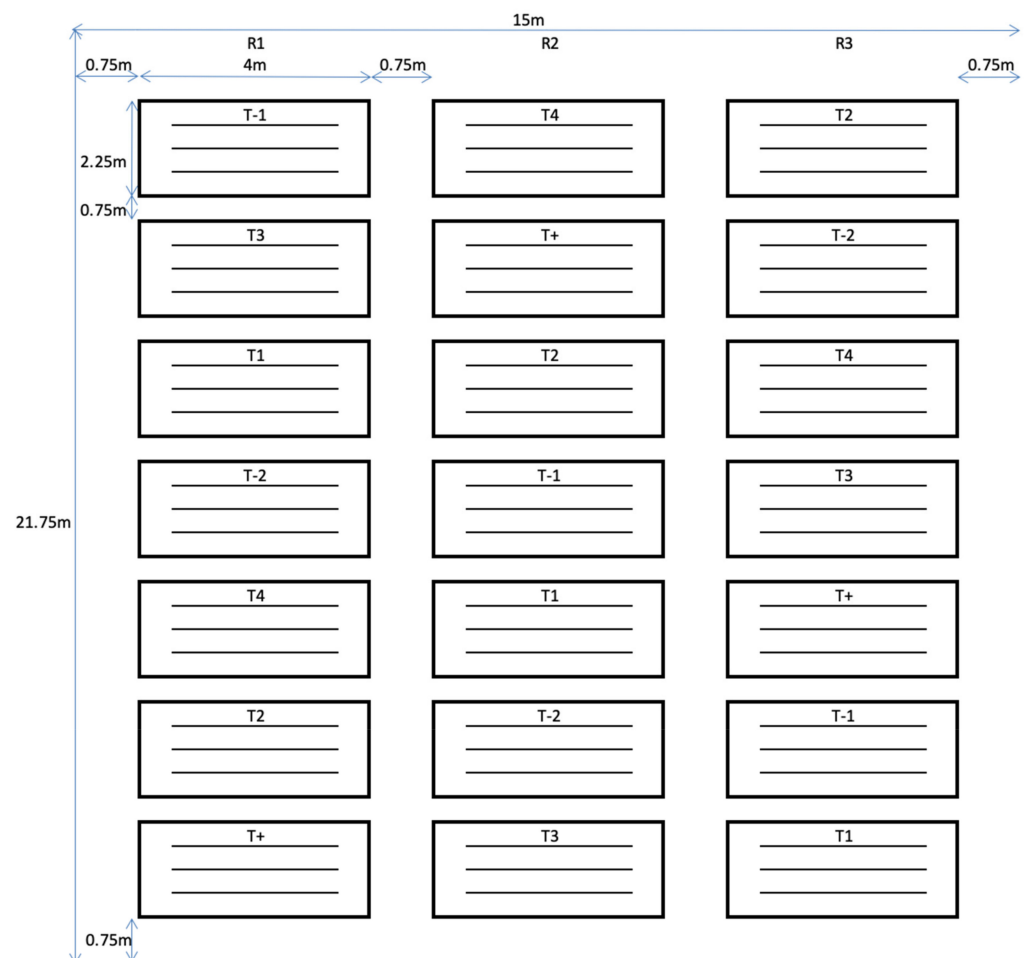 15m
R1 R2 R3
0.75m 4m 0.75m 0.75m
T-1 T4 T2
2.25m
0.75m
T3 T+ T-2
T1 T2 T4
T-2 T-1 T3
21.75m
T4 T1 T+
T2 T-2 T-1
T+ T3 T1
0.75m